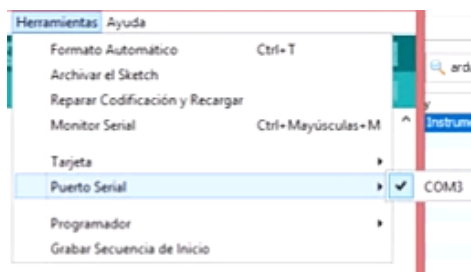 Herramientas Ayuda
Formato Automático Ctrl+T
Archivar el Sketch
Reparar Codificación y Recargar
Monitor Serial Ctrl+Mayúsculas+M
Tarjeta
Puerto Serial
COM3
Programador
Grabar Secuencia de Inicio
ard
y
Instrume